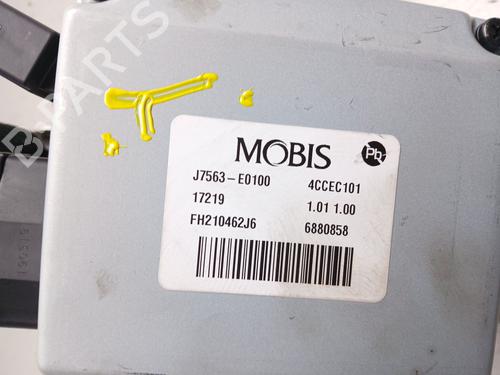 B-PARTS
MOBIS
Pb
J7563-E0100 4CCEC101
17219 1.01 1.00
FH210462J6 6880858